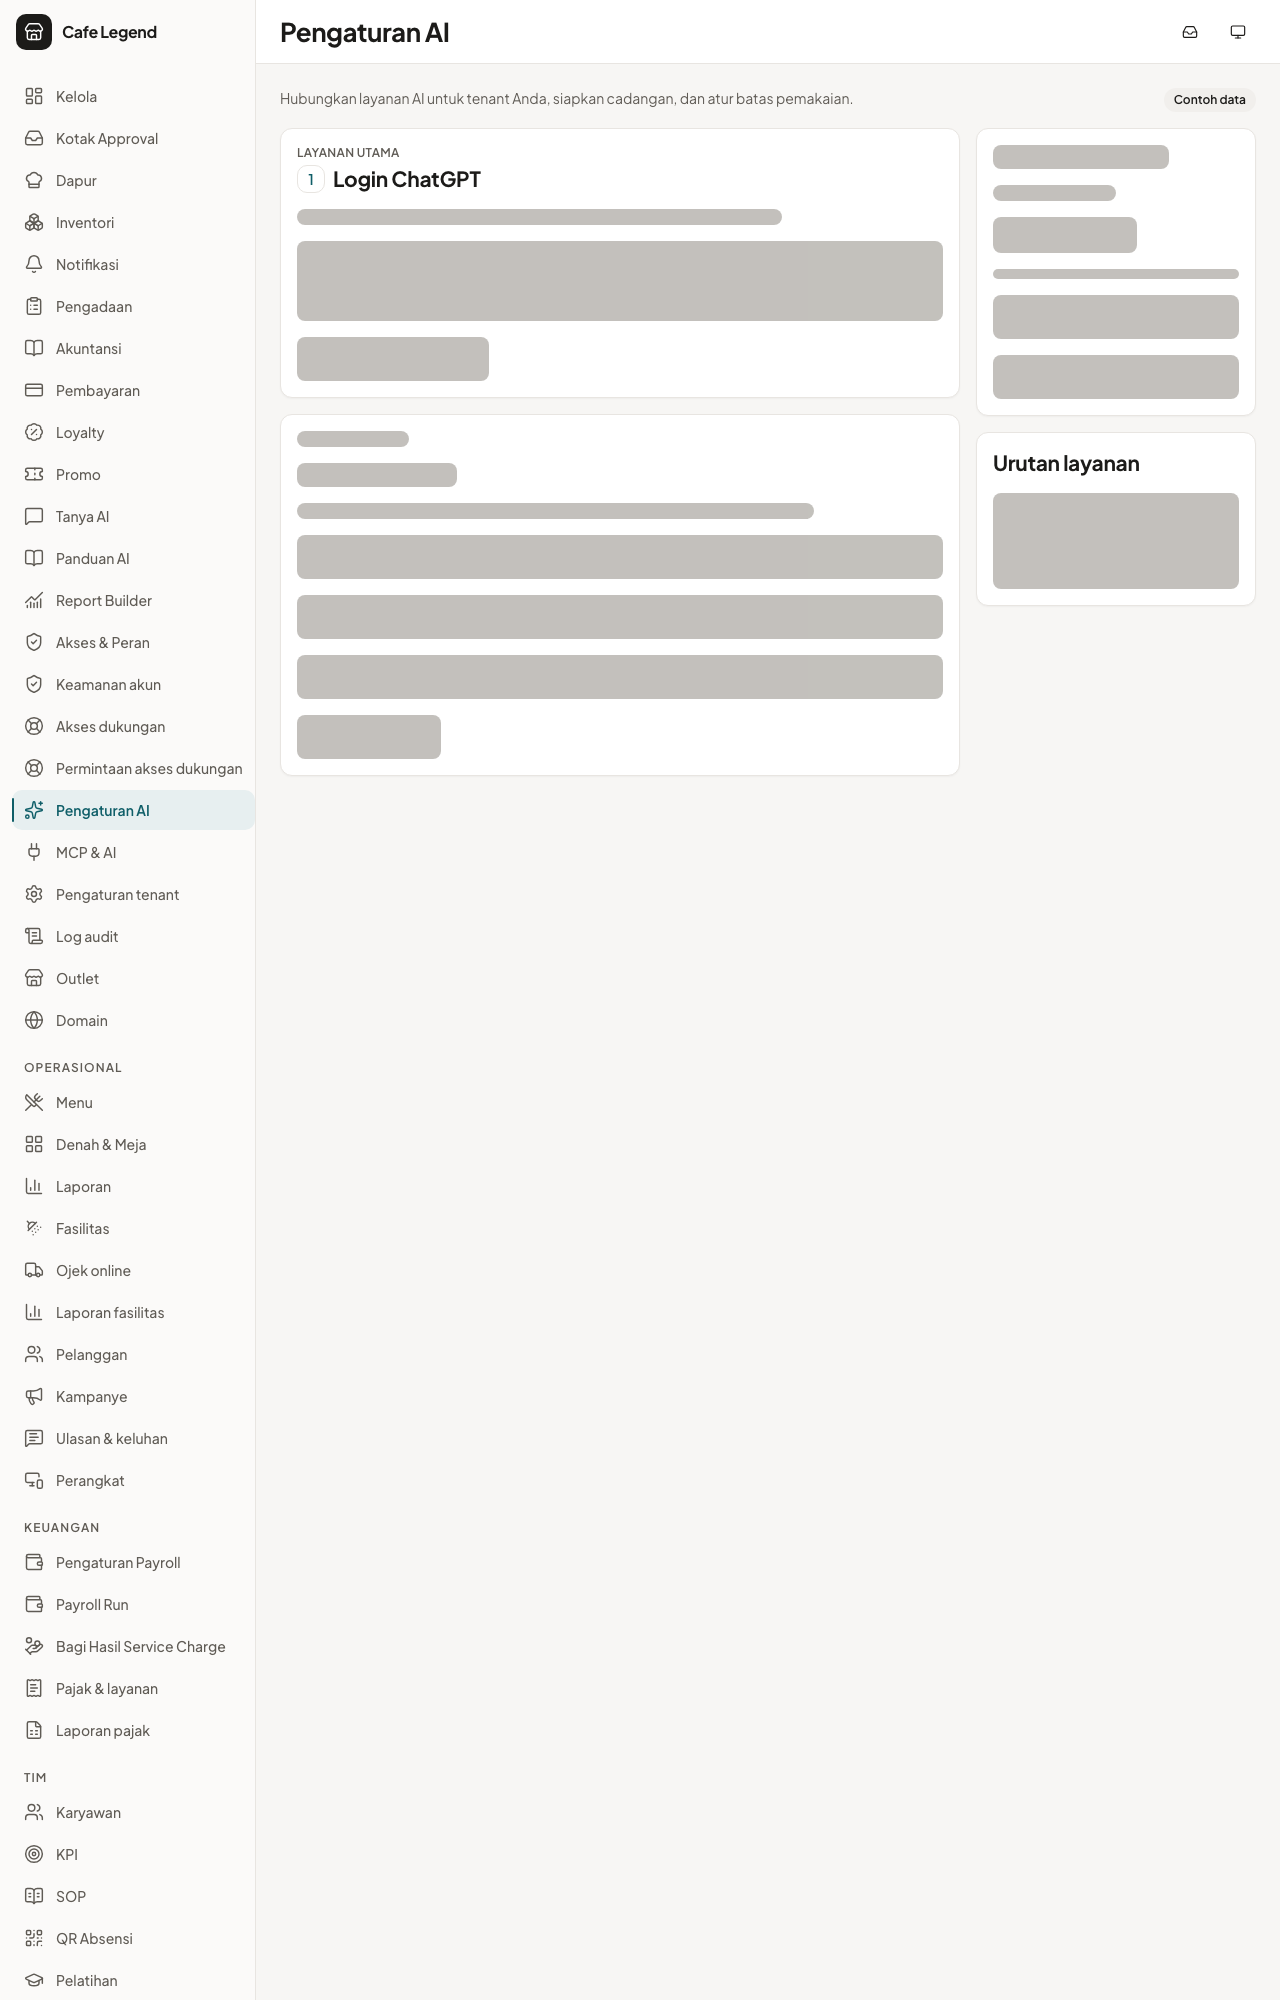 Cafe Legend
Kelola
Kotak Approval
Dapur
Inventori
Notifikasi
Pengadaan
Akuntansi
Pembayaran
Loyalty
Promo
Tanya AI
Panduan AI
Report Builder
Akses & Peran
Keamanan akun
Akses dukungan
Permintaan akses dukungan
Pengaturan AI
MCP & AI
Pengaturan tenant
Log audit
Outlet
Domain
OPERASIONAL
Menu
Denah & Meja
Laporan
Fasilitas
Ojek online
Laporan fasilitas
Pelanggan
Kampanye
Ulasan & keluhan
Perangkat
KEUANGAN
Pengaturan Payroll
Payroll Run
Bagi Hasil Service Charge
Pajak & layanan
Laporan pajak
TIM
Karyawan
KPI
SOP
QR Absensi
Pelatihan
Pengaturan AI
Hubungkan layanan AI untuk tenant Anda, siapkan cadangan, dan atur batas pemakaian.
Contoh data
LAYANAN UTAMA
1 Login ChatGPT
Urutan layanan